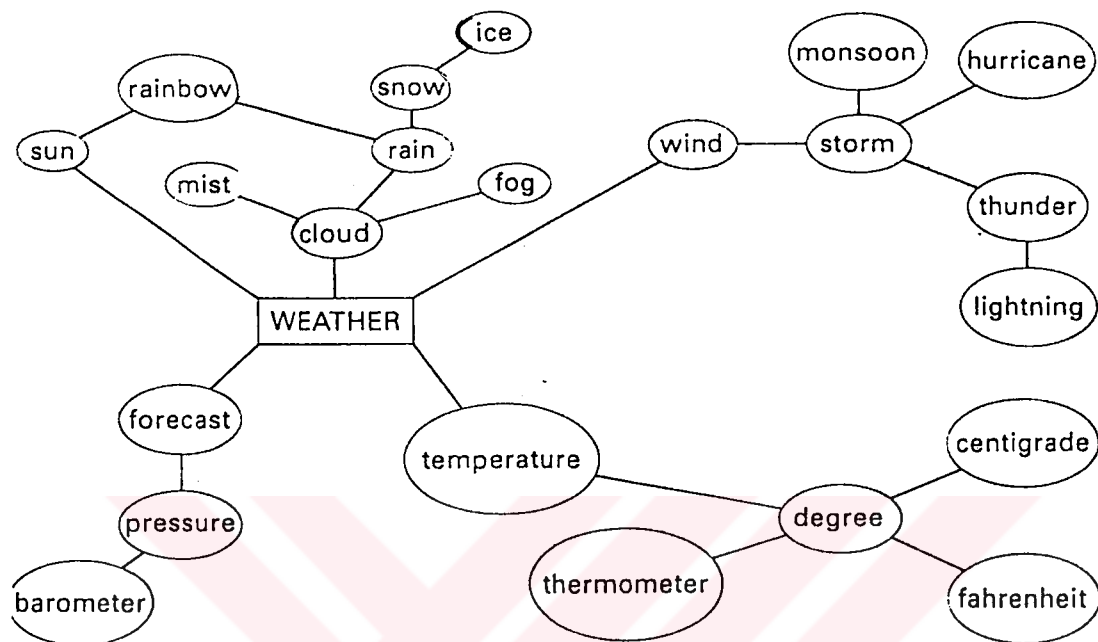 ice
monsoon
hurricane
rainbow
snow
sun
rain
wind
storm
mist
fog
thunder
cloud
lightning
WEATHER
forecast
temperature
centigrade
pressure
degree
thermometer
barometer
fahrenheit